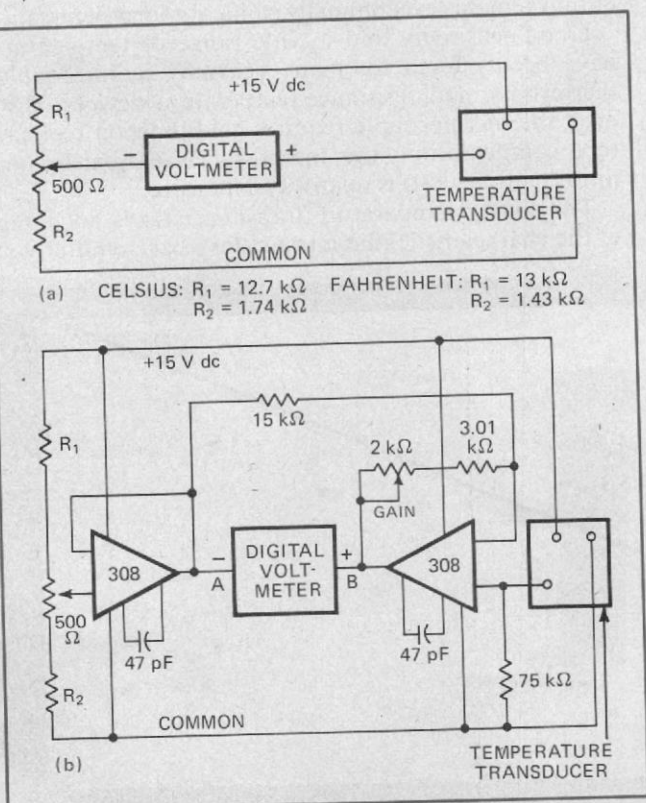 +15 V dc
R₁
500 Ω
R₂
− DIGITAL VOLTMETER +
TEMPERATURE
TRANSDUCER
COMMON
(a) CELSIUS: R₁ = 12.7 kΩ FAHRENHEIT: R₁ = 13 kΩ
R₂ = 1.74 kΩ R₂ = 1.43 kΩ
+15 V dc
15 kΩ
R₁
2 kΩ
3.01
kΩ
GAIN
308
− DIGITAL +
VOLT-
METER
A
B
308
500
Ω
47 pF
47 pF
R₂
75 kΩ
COMMON
(b)
TEMPERATURE
TRANSDUCER